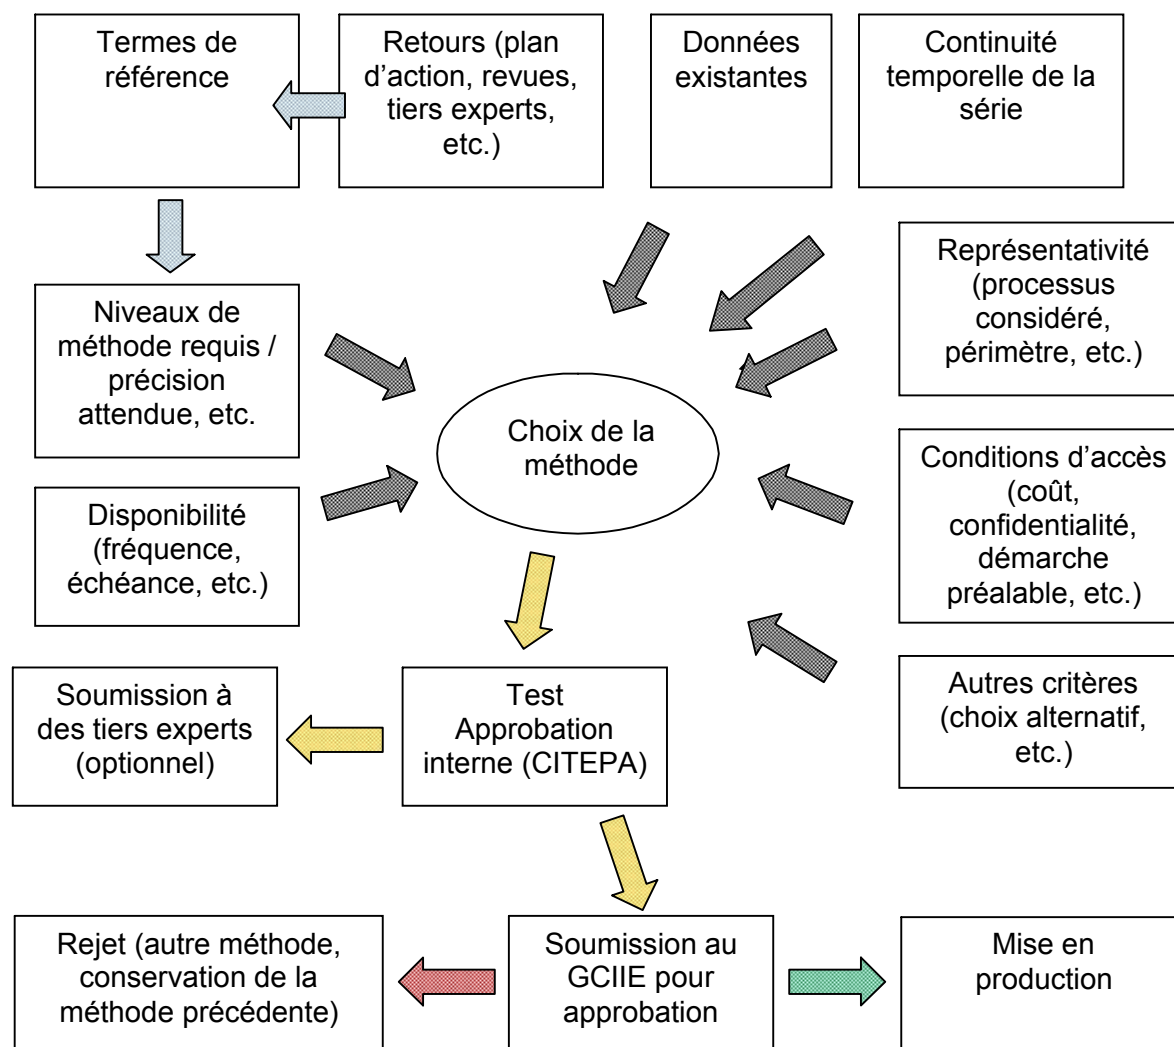 Termes de
référence
Retours (plan
d’action, revues,
tiers experts,
etc.)
Données
existantes
Continuité
temporelle de la
série
Représentativité
(processus
considéré,
périmètre, etc.)
Niveaux de
méthode requis /
précision
attendue, etc.
Choix de la
méthode
Conditions d’accès
(coût,
confidentialité,
démarche
préalable, etc.)
Disponibilité
(fréquence,
échéance, etc.)
Autres critères
(choix alternatif,
etc.)
Soumission à
des tiers experts
(optionnel)
Test
Approbation
interne (CITEPA)
Rejet (autre méthode,
conservation de la
méthode précédente)
Soumission au
GCIIE pour
approbation
Mise en
production